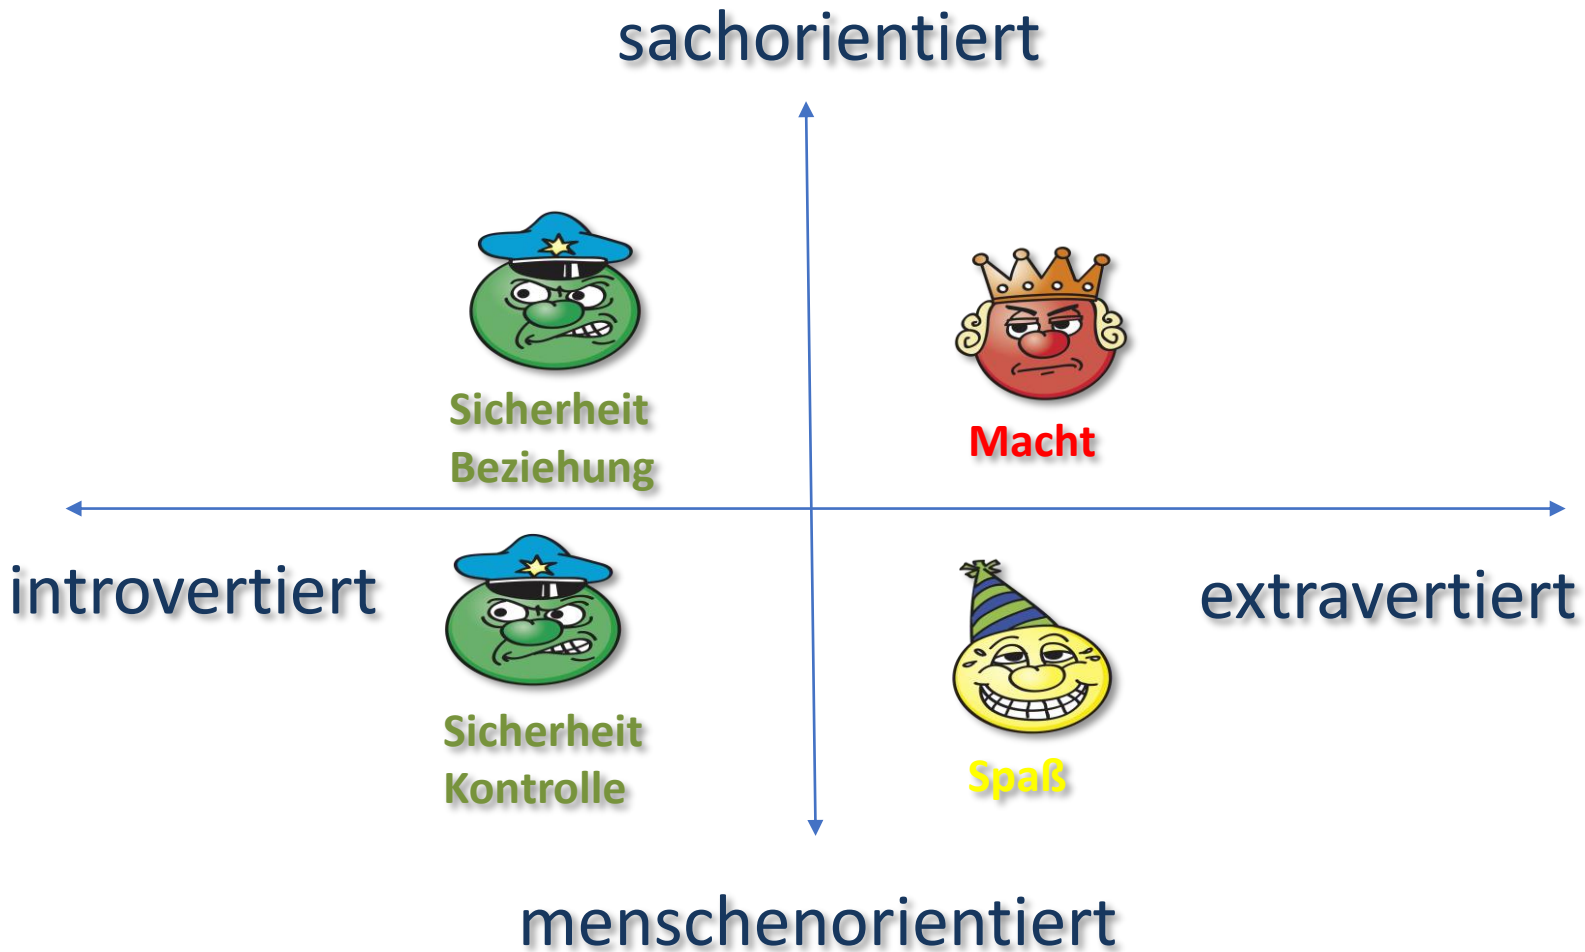 sachorientiert
Sicherheit
Beziehung
Macht
introvertiert
extravertiert
Sicherheit
Kontrolle
Spaß
menschenorientiert